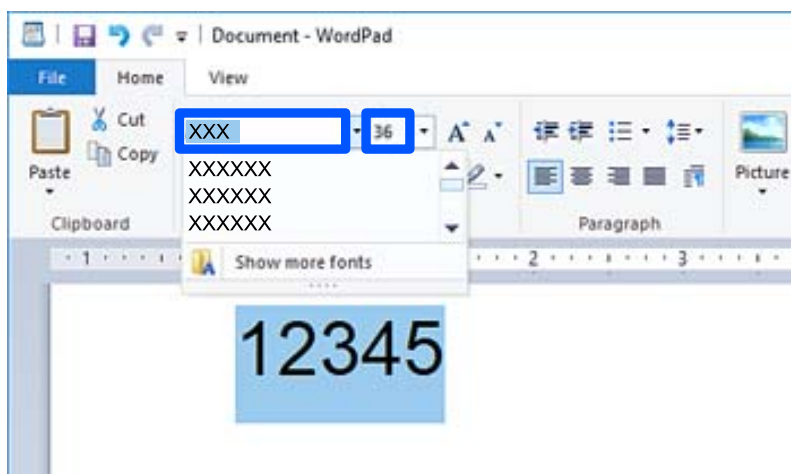 Document - WordPad
File Home View
Cut
XXX 36 A A
Copy
XXXXXX
Paste
XXXXXX
Picture
XXXXXX
Clipboard
Paragraph
Show more fonts
1 2 3
12345